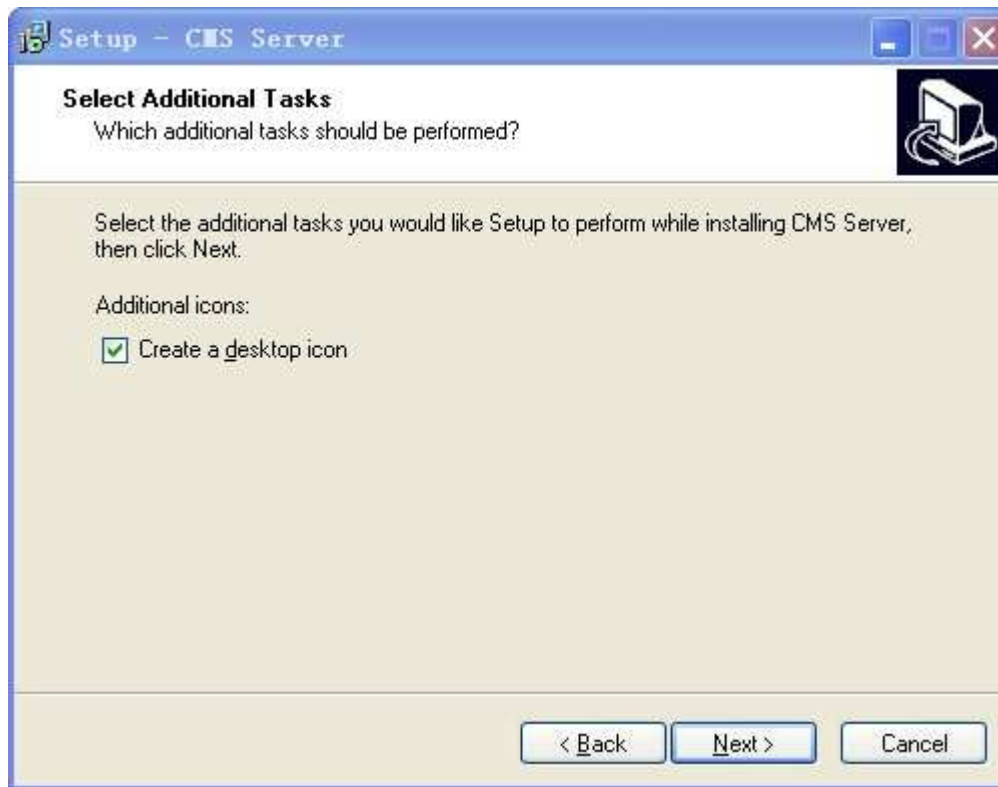 Setup - CMS Server
Select Additional Tasks
Which additional tasks should be performed?
Select the additional tasks you would like Setup to perform while installing CMS Server,
then click Next.
Additional icons:
Create a desktop icon
< Back
Next >
Cancel